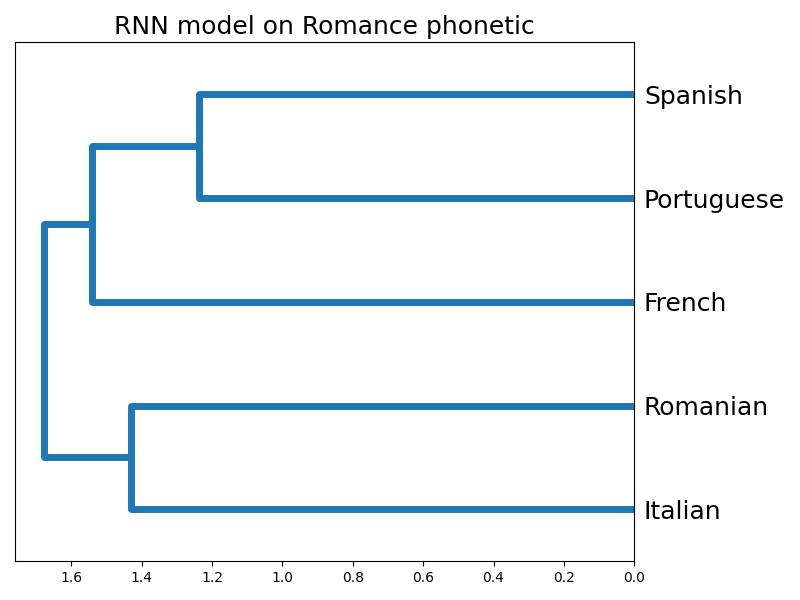 RNN model on Romance phonetic
Spanish
Portuguese
French
Romanian
Italian
1.6 1.4 1.2 1.0 0.8 0.6 0.4 0.2 0.0